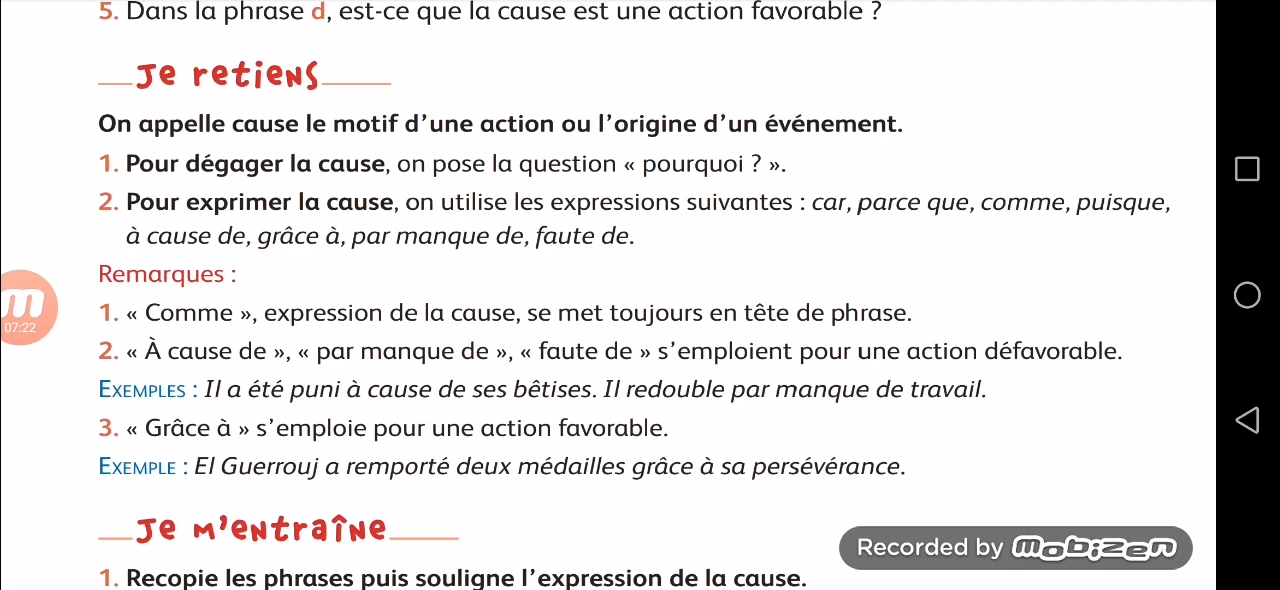 5. Dans la phrase d, est-ce que la cause est une action favorable ?
Je retiens
On appelle cause le motif d’une action ou l’origine d’un événement.
1. Pour dégager la cause, on pose la question « pourquoi ? ».
2. Pour exprimer la cause, on utilise les expressions suivantes : car, parce que, comme, puisque,
à cause de, grâce à, par manque de, faute de.
Remarques :
1. « Comme », expression de la cause, se met toujours en tête de phrase.
2. « À cause de », « par manque de », « faute de » s’emploient pour une action défavorable.
EXEMPLES : Il a été puni à cause de ses bêtises. Il redouble par manque de travail.
3. « Grâce à » s’emploie pour une action favorable.
EXEMPLE : El Guerrouj a remporté deux médailles grâce à sa persévérance.
Je m’entraîne
1. Recopie les phrases puis souligne l’expression de la cause.
07:22
Recorded by mobizen